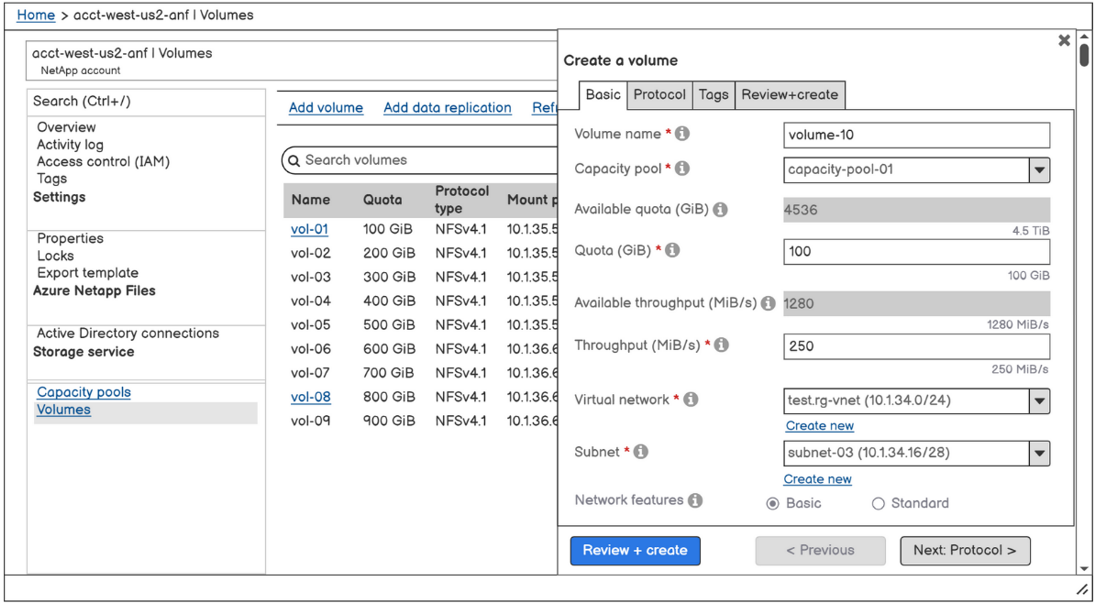 Home > acct-west-us2-anf | Volumes
acct-west-us2-anf | Volumes
NetApp account
Search (Ctrl+/)
Overview
Activity log
Access control (IAM)
Tags
Settings
Properties
Locks
Export template
Azure Netapp Files
Active Directory connections
Storage service
Capacity pools
Volumes
Add volume Add data replication Ref
Search volumes
Name Quota Protocol type Mount p
vol-01 100 GiB NFSv4.1 10.1.35.5
vol-02 200 GiB NFSv4.1 10.1.35.5
vol-03 300 GiB NFSv4.1 10.1.35.5
vol-04 400 GiB NFSv4.1 10.1.35.5
vol-05 500 GiB NFSv4.1 10.1.35.5
vol-06 600 GiB NFSv4.1 10.1.36.6
vol-07 700 GiB NFSv4.1 10.1.36.6
vol-08 800 GiB NFSv4.1 10.1.36.6
vol-09 900 GiB NFSv4.1 10.1.36.6
Create a volume
Basic Protocol Tags Review+create
Volume name * volume-10
Capacity pool * capacity-pool-01
Available quota (GiB) 4536
4.5 TiB
Quota (GiB) * 100
100 GiB
Available throughput (MiB/s) 1280
1280 MiB/s
Throughput (MiB/s) * 250
250 MiB/s
Virtual network * test.rg-vnet (10.1.34.0/24)
Create new
Subnet * subnet-03 (10.1.34.16/28)
Create new
Network features Basic Standard
Review + create < Previous Next: Protocol >